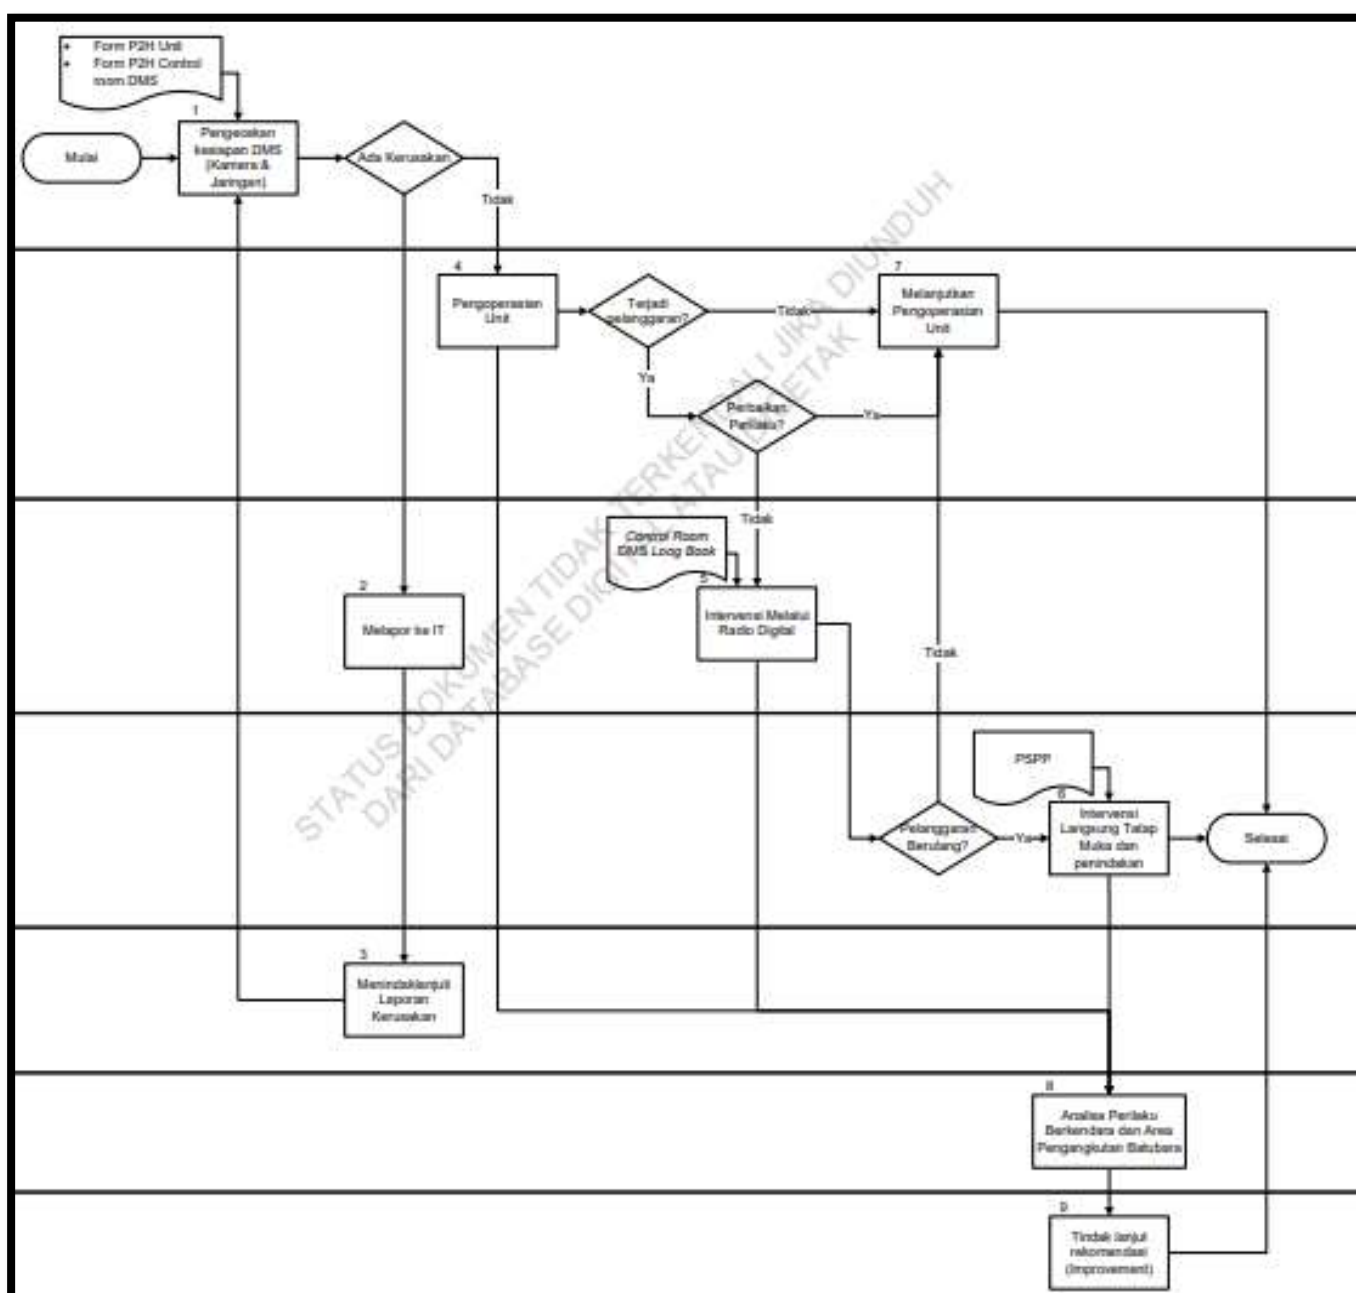 • Form P2H Unit
• Form P2H Control
room DMS
1
Mulai
Pengecekan
kesiapan DMS
(Kamera &
Jaringan)
Ada Kerusakan
Tidak
4
Pengoperasian
Unit
Terjadi
pelanggaran?
Tidak
7
Melanjutkan
Pengoperasian
Unit
Ya
Perbaikan
Perilaku?
Ya
Tidak
Control Room
DMS Loog Book
5
Intervensi Melalui
Radio Digital
2
Melapor ke IT
Tidak
PSPP
6
Pelanggaran
Berulang?
Ya
Intervensi
Langsung Tatap
Muka dan
penindakan
Selesai
3
Menindaklanjuti
Laporan
Kerusakan
8
Analisa Perilaku
Berkendara dan Area
Pengangkutan Batubara
9
Tindak lanjut
rekomendasi
(Improvement)
STATUS DOKUMEN TIDAK TERKENDALI JIKA DIUNDUH
DARI DATABASE DIGITAL ATAU DICETAK